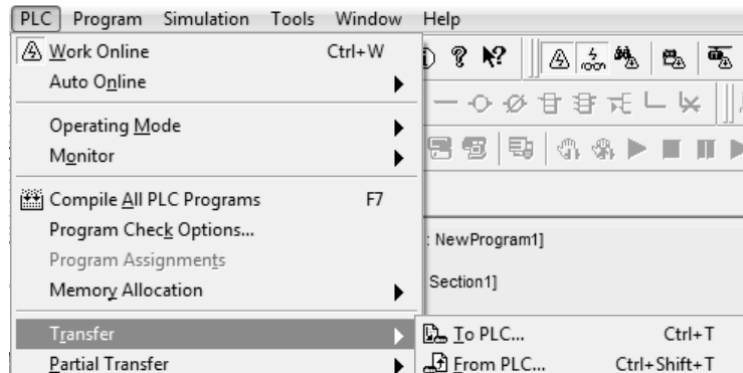 PLC Program Simulation Tools Window Help
Work Online Ctrl+W
Auto Online
Operating Mode
Monitor
Compile All PLC Programs F7
Program Check Options...
: NewProgram1]
Program Assignments
Memory Allocation
Section1]
Transfer
To PLC... Ctrl+T
Partial Transfer
From PLC... Ctrl+Shift+T